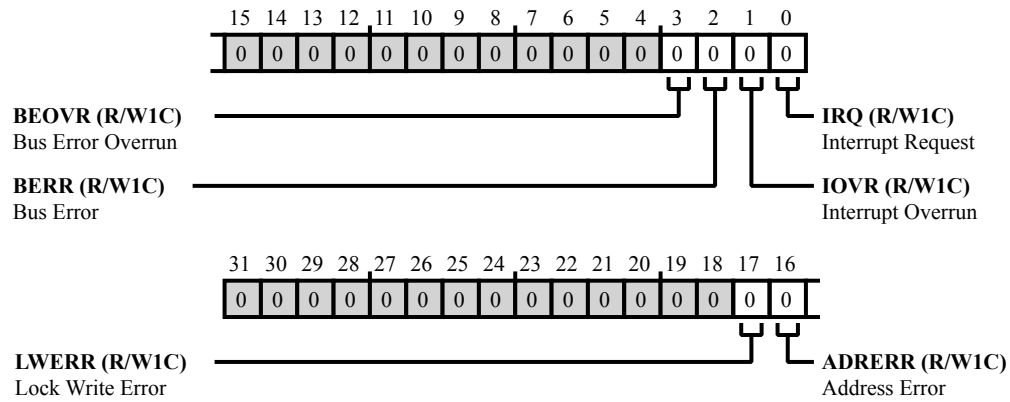 15 14 13 12 11 10 9 8 7 6 5 4 3 2 1 0
0 0 0 0 0 0 0 0 0 0 0 0 0 0 0 0
BEOVR (R/W1C)
Bus Error Overrun
IRQ (R/W1C)
Interrupt Request
BERR (R/W1C)
Bus Error
IOVR (R/W1C)
Interrupt Overrun
31 30 29 28 27 26 25 24 23 22 21 20 19 18 17 16
0 0 0 0 0 0 0 0 0 0 0 0 0 0 0 0
LWERR (R/W1C)
Lock Write Error
ADRERR (R/W1C)
Address Error